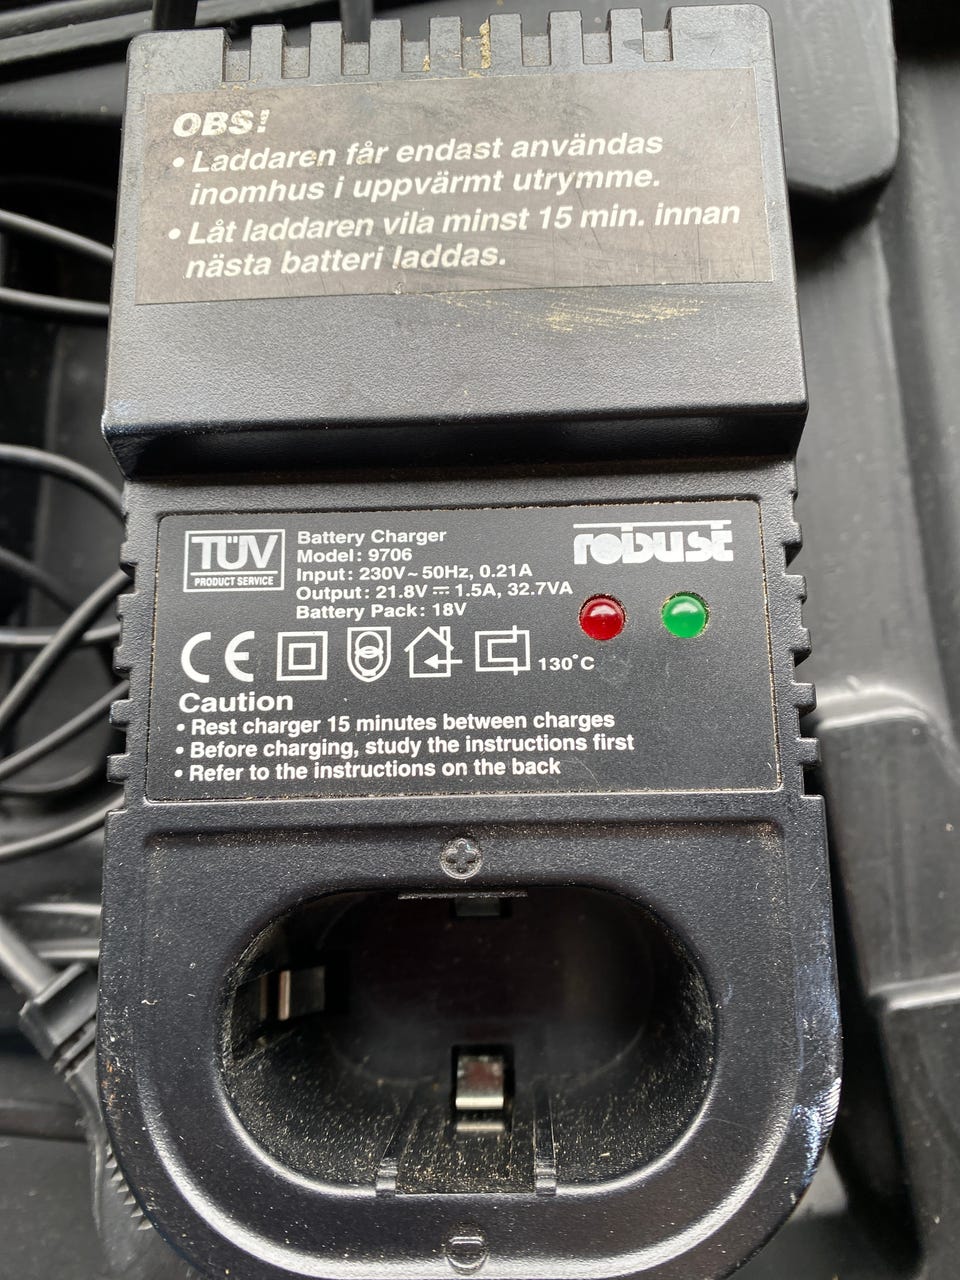 OBS!
• Laddaren får endast användas
inomhus i uppvärmt utrymme.
• Låt laddaren vila minst 15 min. innan
nästa batteri laddas.
TÜV
PRODUCT SERVICE
Battery Charger
Model: 9706
Input: 230V~50Hz, 0.21A
Output: 21.8V⎓1.5A, 32.7VA
Battery Pack: 18V
robust
CE
130°C
Caution
• Rest charger 15 minutes between charges
• Before charging, study the instructions first
• Refer to the instructions on the back